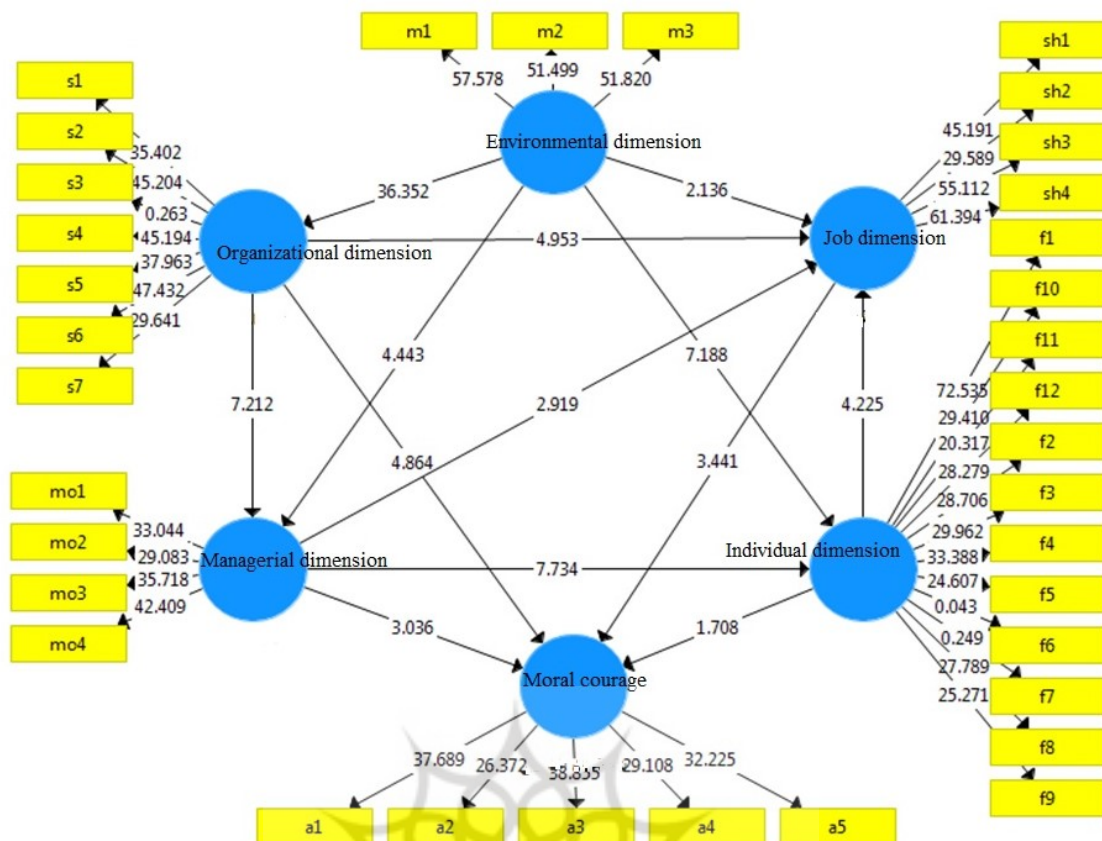 m1
m2
m3
57.578
51.499
51.820
Environmental dimension
s1
s2
s3
s4
s5
s6
s7
35.402
45.204
0.263
45.194
37.963
47.432
29.641
Organizational dimension
36.352
2.136
4.953
sh1
sh2
sh3
sh4
45.191
29.589
55.112
61.394
Job dimension
4.443
7.188
7.212
4.864
2.919
3.441
4.225
mo1
mo2
mo3
mo4
33.044
29.083
35.718
42.409
Managerial dimension
7.734
3.036
1.708
Individual dimension
f1
f10
f11
f12
f2
f3
f4
f5
f6
f7
f8
f9
72.535
29.410
20.317
28.279
28.706
29.962
33.388
24.607
0.043
0.249
27.789
25.271
Moral courage
37.689
26.372
29.108
32.225
a1
a2
a3
a4
a5